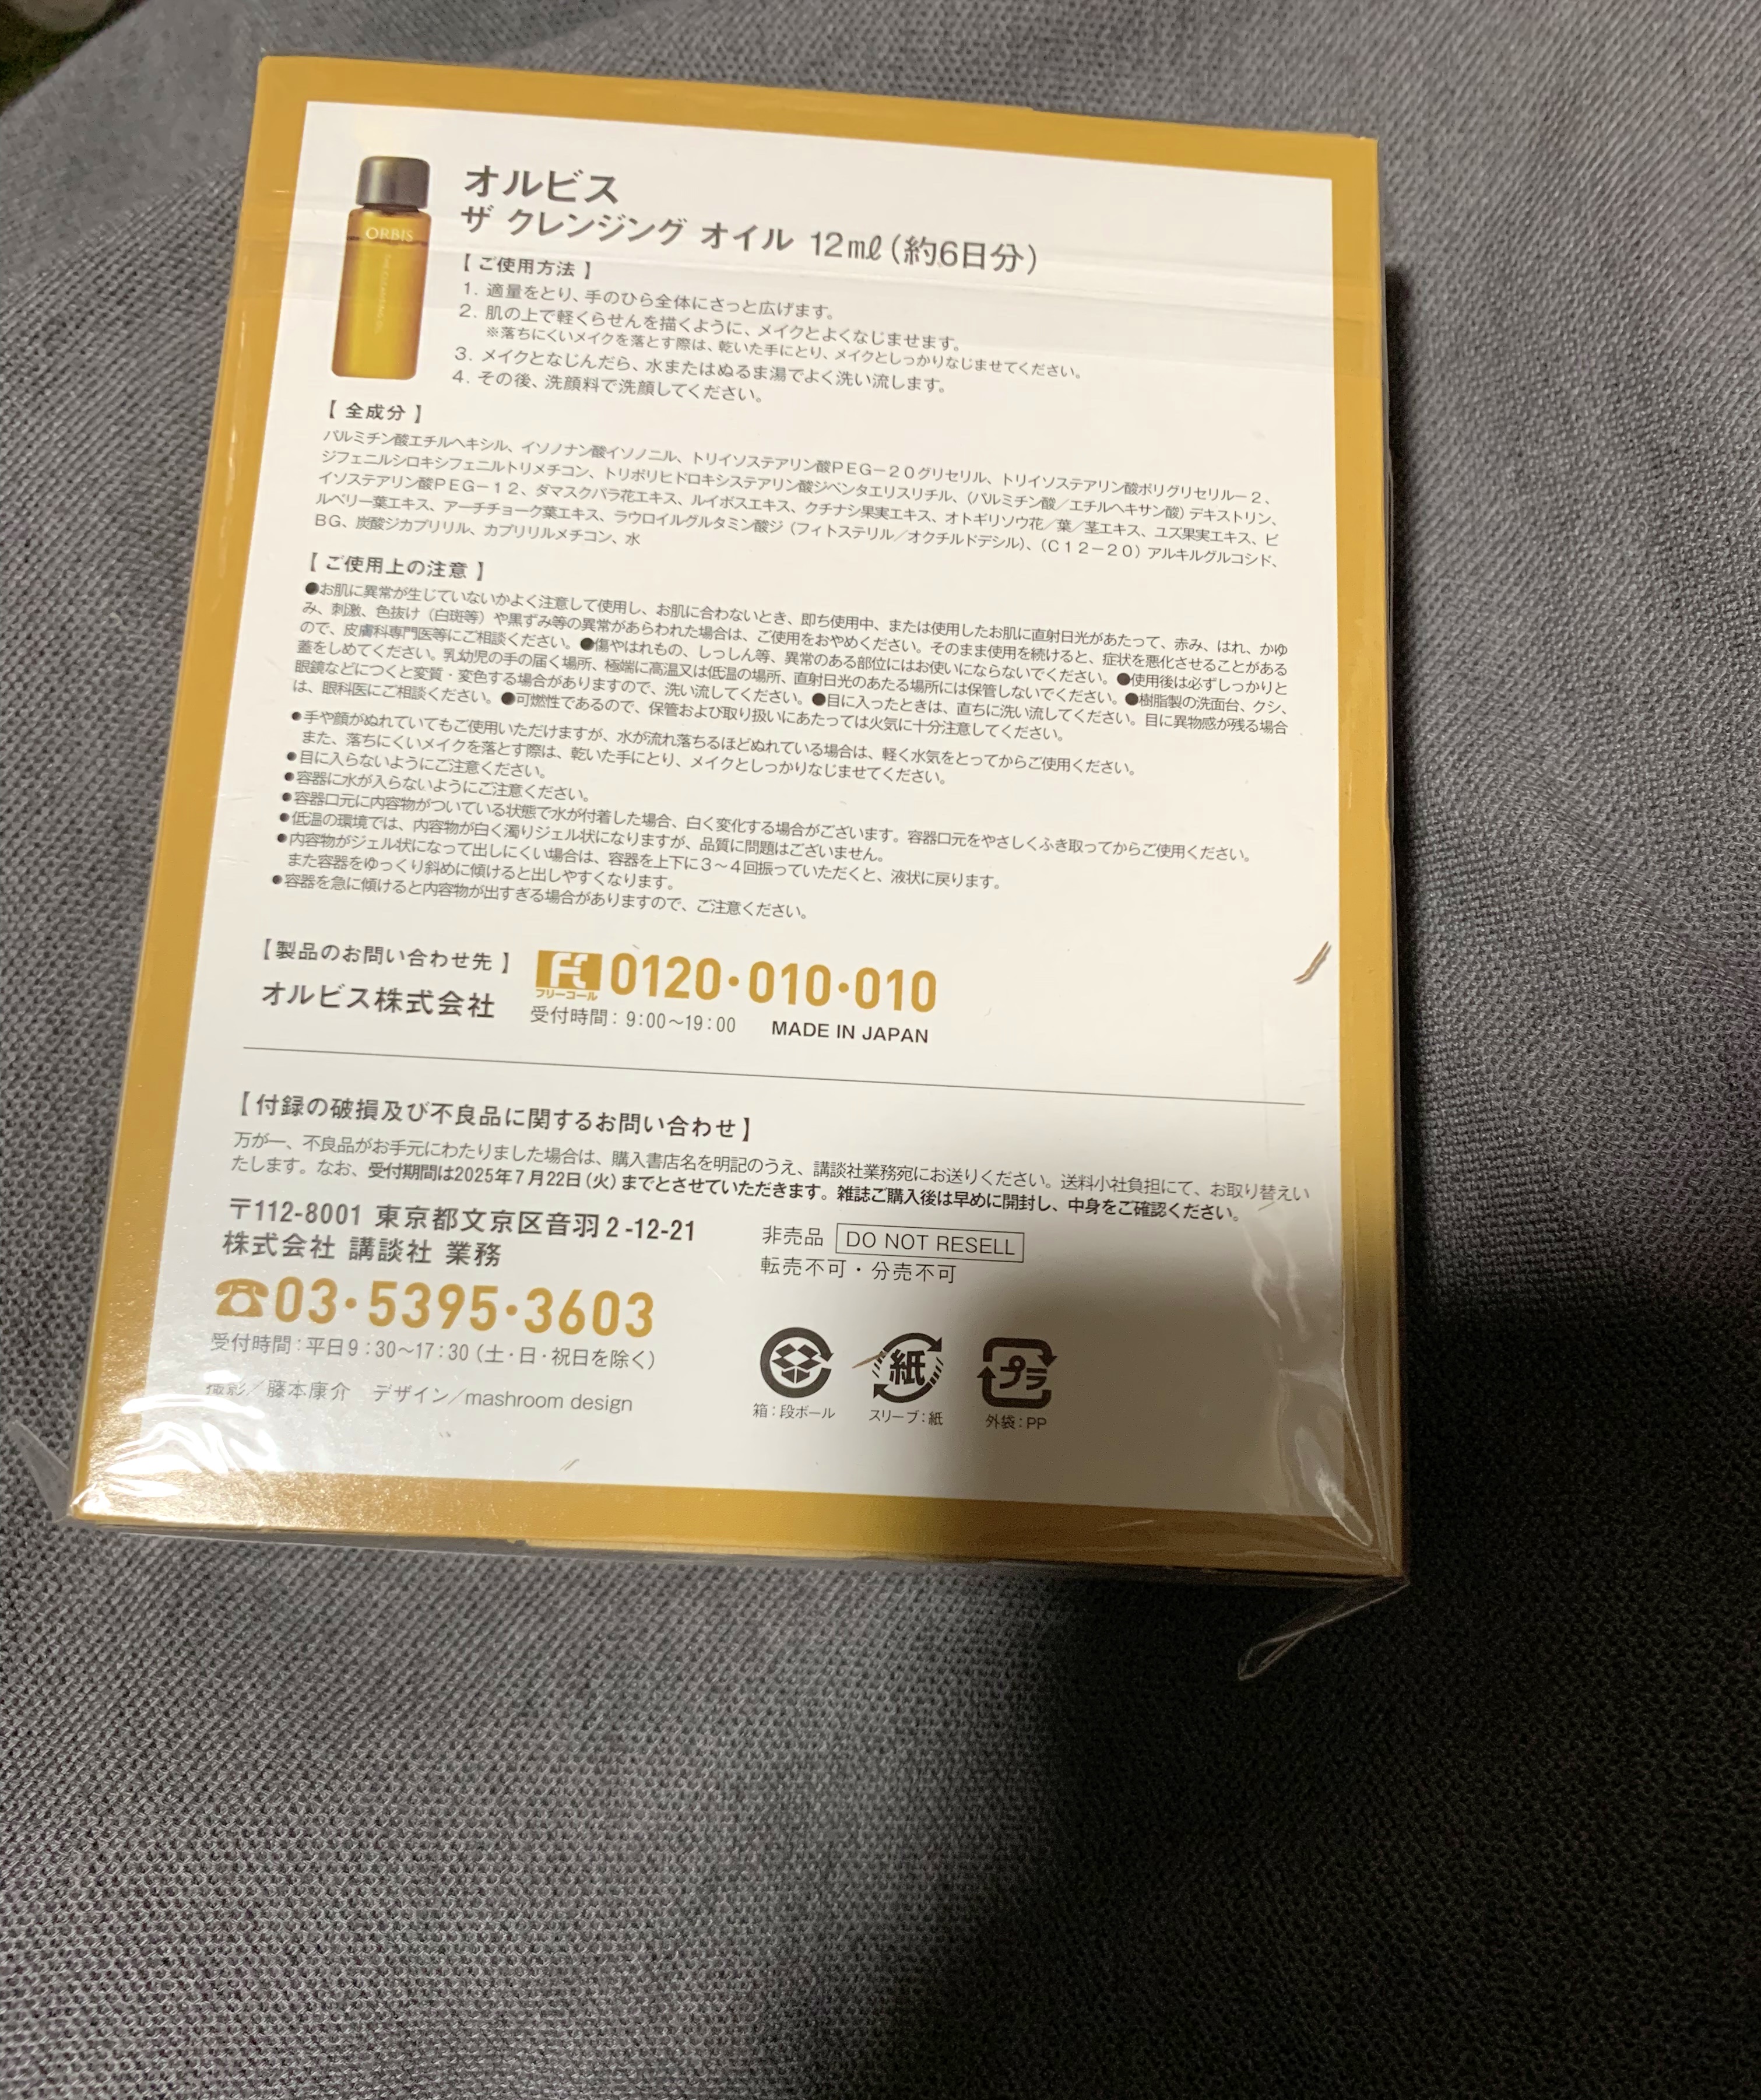 ORBIS
オルビス
ザ クレンジング オイル 12㎖(約6日分)
【ご使用方法】
1. 適量をとり、手のひら全体にさっと広げます。
2. 肌の上で軽くらせんを描くように、メイクとよくなじませます。
※落ちにくいメイクを落とす際は、乾いた手にとり、メイクとしっかりなじませてください。
3. メイクとなじんだら、水またはぬるま湯でよく洗い流します。
4. その後、洗顔料で洗顔してください。
【全成分】
パルミチン酸エチルヘキシル、イソノナン酸イソノニル、トリイソステアリン酸PEG－20グリセリル、トリイソステアリン酸ポリグリセリル－2、
ジフェニルシロキシフェニルトリメチコン、トリポリヒドロキシステアリン酸ジペンタエリスリチル、(パルミチン酸／エチルヘキサン酸)デキストリン、
イソステアリン酸PEG－12、ダマスクバラ花エキス、ルイボスエキス、クチナシ果実エキス、オトギリソウ花／葉／茎エキス、ユズ果実エキス、ビ
ルベリー葉エキス、アーチチョーク葉エキス、ラウロイルグルタミン酸ジ(フィトステリル／オクチルドデシル)、(C12－20)アルキルグルコシド、
BG、炭酸ジカプリリル、カプリリルメチコン、水
【ご使用上の注意】
●お肌に異常が生じていないかよく注意して使用し、お肌に合わないとき、即ち使用中、または使用したお肌に直射日光があたって、赤み、はれ、かゆ
み、刺激、色抜け(白斑等)や黒ずみ等の異常があらわれた場合は、ご使用をおやめください。そのまま使用を続けると、症状を悪化させることがある
ので、皮膚科専門医等にご相談ください。●傷やはれもの、しっしん等、異常のある部位にはお使いにならないでください。●使用後は必ずしっかりと
蓋をしめてください。乳幼児の手の届く場所、極端に高温又は低温の場所、直射日光のあたる場所には保管しないでください。●樹脂製の洗面台、クシ、
眼鏡などにつくと変質・変色する場合がありますので、洗い流してください。●目に入ったときは、直ちに洗い流してください。目に異物感が残る場合
は、眼科医にご相談ください。●可燃性であるので、保管および取り扱いにあたっては火気に十分注意してください。
●手や顔がぬれていてもご使用いただけますが、水が流れ落ちるほどぬれている場合は、軽く水気をとってからご使用ください。
また、落ちにくいメイクを落とす際は、乾いた手にとり、メイクとしっかりなじませてください。
●目に入らないようにご注意ください。
●容器に水が入らないようにご注意ください。
●容器口元に内容物がついている状態で水が付着した場合、白く変化する場合がございます。容器口元をやさしくふき取ってからご使用ください。
●低温の環境では、内容物が白く濁りジェル状になりますが、品質に問題はございません。
●内容物がジェル状になって出しにくい場合は、容器を上下に3〜4回振っていただくと、液状に戻ります。
また容器をゆっくり斜めに傾けると出しやすくなります。
●容器を急に傾けると内容物が出すぎる場合がありますので、ご注意ください。
【製品のお問い合わせ先】
オルビス株式会社
フリーコール
0120・010・010
受付時間：9:00〜19:00 MADE IN JAPAN
【付録の破損及び不良品に関するお問い合わせ】
万が一、不良品がお手元にわたりました場合は、購入書店名を明記のうえ、講談社業務宛にお送りください。送料小社負担にて、お取り替えい
たします。なお、受付期間は2025年7月22日(火)までとさせていただきます。雑誌ご購入後は早めに開封し、中身をご確認ください。
〒112-8001 東京都文京区音羽2-12-21
株式会社 講談社 業務
☎03・5395・3603
受付時間：平日9：30〜17：30(土・日・祝日を除く)
撮影／藤本康介 デザイン／mashroom design
非売品 DO NOT RESELL
転売不可・分売不可
紙
プラ
箱：段ボール
スリーブ：紙
外袋：PP